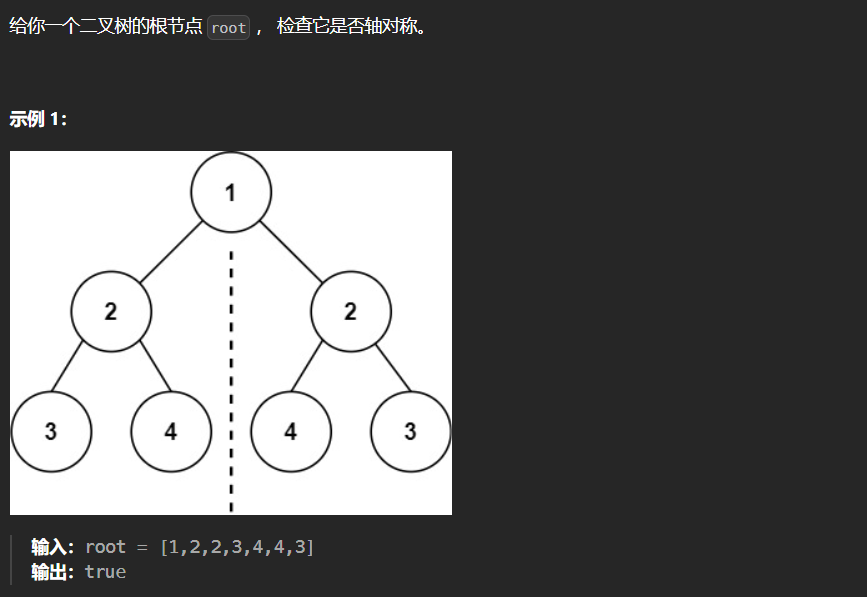 给你一个二叉树的根节点 root ， 检查它是否轴对称。
示例 1：
1
2 2
3 4 4 3
输入：root = [1,2,2,3,4,4,3]
输出：true